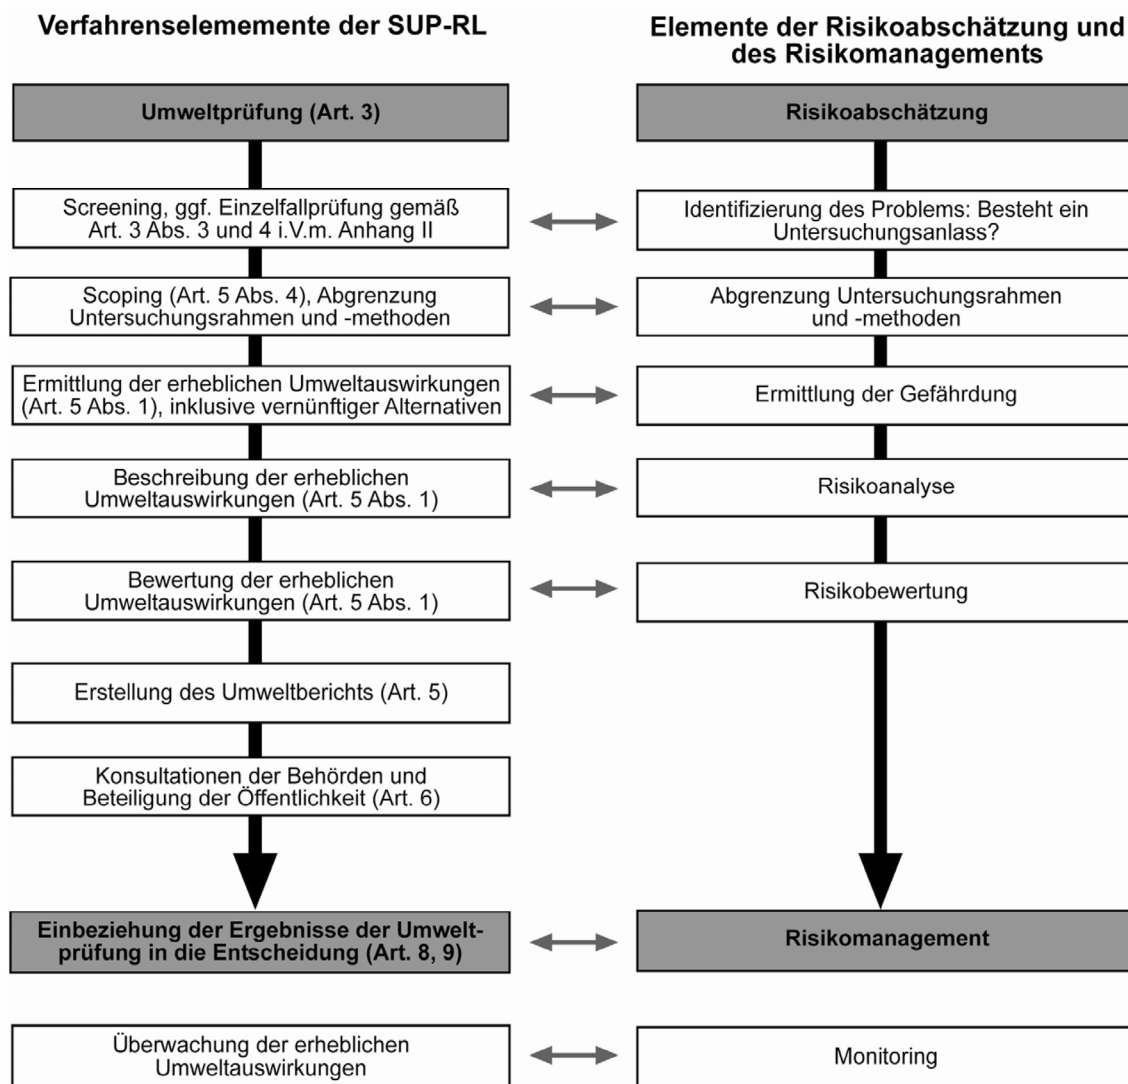 Verfahrenselememente der SUP-RL
Elemente der Risikoabschätzung und
des Risikomanagements
Umweltprüfung (Art. 3)
Risikoabschätzung
Screening, ggf. Einzelfallprüfung gemäß
Art. 3 Abs. 3 und 4 i.V.m. Anhang II
Identifizierung des Problems: Besteht ein
Untersuchungsanlass?
Scoping (Art. 5 Abs. 4), Abgrenzung
Untersuchungsrahmen und -methoden
Abgrenzung Untersuchungsrahmen
und -methoden
Ermittlung der erheblichen Umweltauswirkungen
(Art. 5 Abs. 1), inklusive vernünftiger Alternativen
Ermittlung der Gefährdung
Beschreibung der erheblichen
Umweltauswirkungen (Art. 5 Abs. 1)
Risikoanalyse
Bewertung der erheblichen
Umweltauswirkungen (Art. 5 Abs. 1)
Risikobewertung
Erstellung des Umweltberichts (Art. 5)
Konsultationen der Behörden und
Beteiligung der Öffentlichkeit (Art. 6)
Einbeziehung der Ergebnisse der Umwelt-
prüfung in die Entscheidung (Art. 8, 9)
Risikomanagement
Überwachung der erheblichen
Umweltauswirkungen
Monitoring